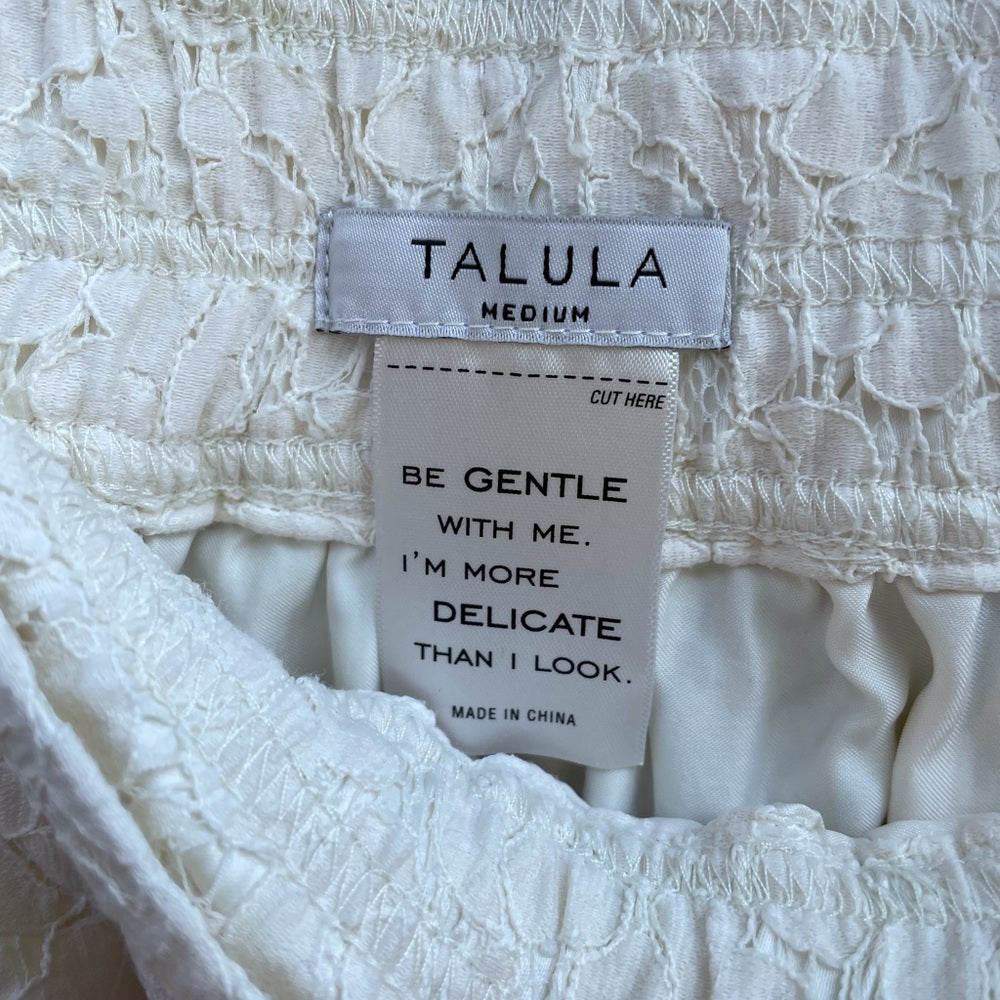 TALULA
MEDIUM
CUT HERE
BE GENTLE
WITH ME.
I'M MORE
DELICATE
THAN I LOOK.
MADE IN CHINA